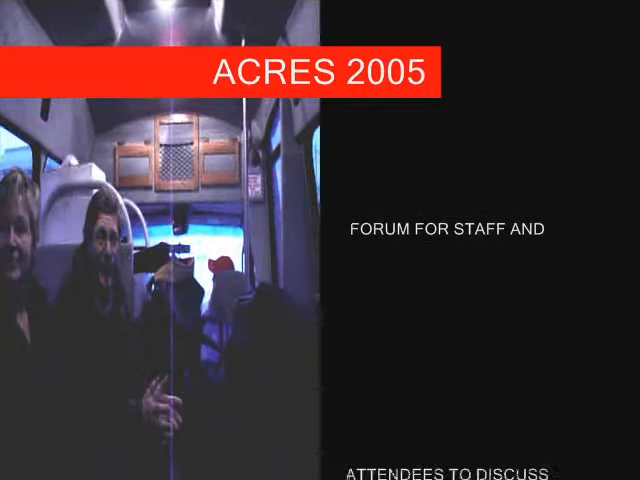 ACRES 2005
FORUM FOR STAFF AND
ATTENDEES TO DISCUSS